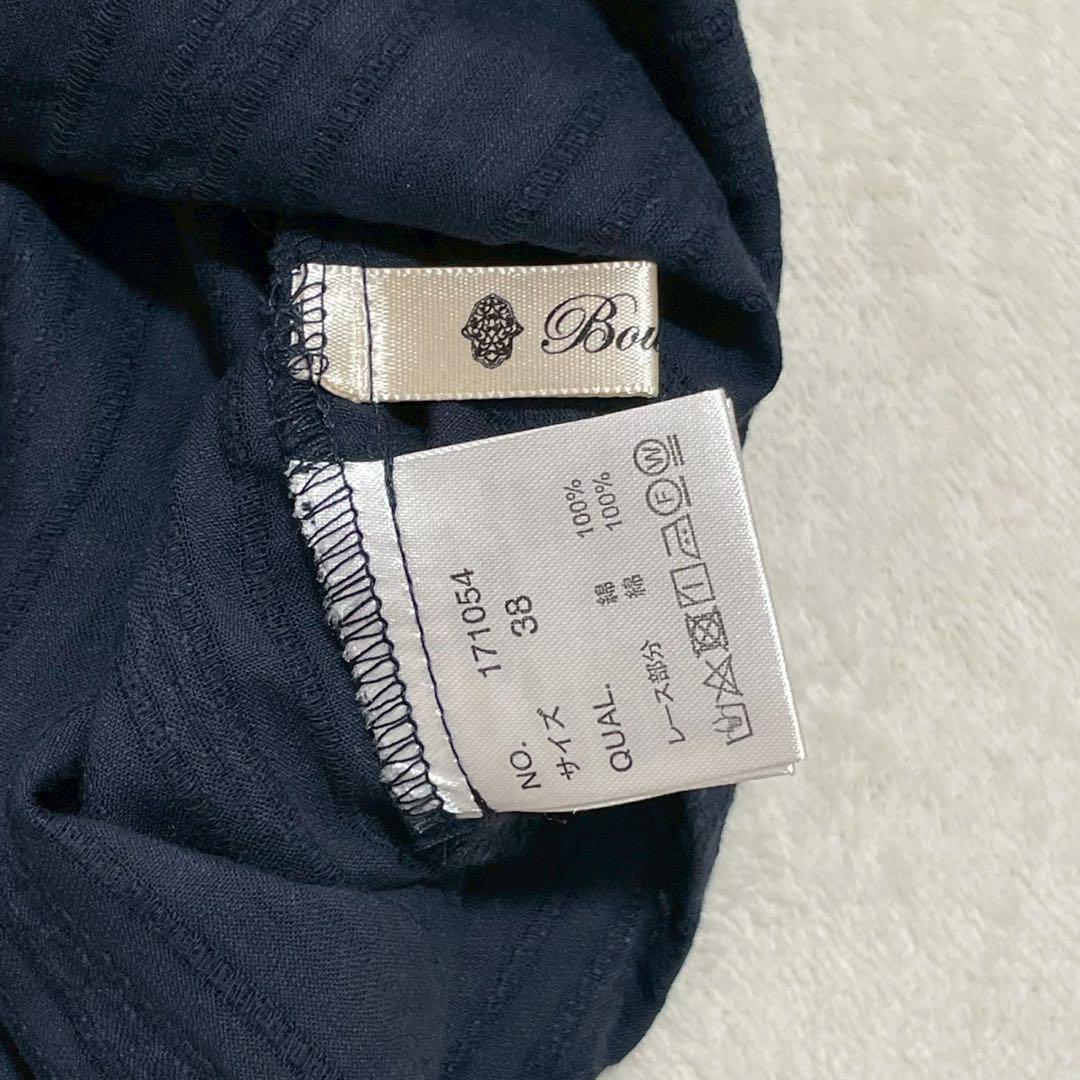 Bou
NO. 171054
サイズ 38
QUAL. 綿 100%
レース部分 綿 100%
F W